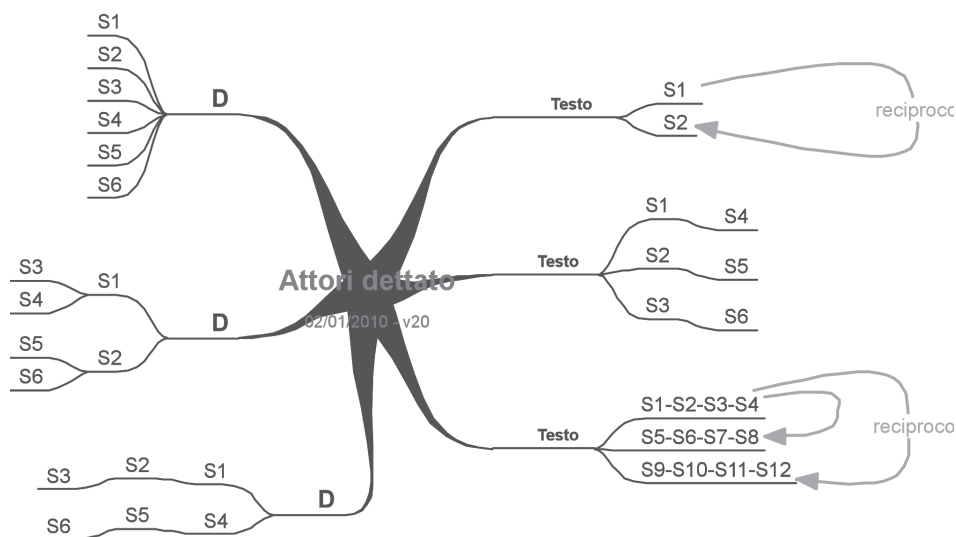 S1
S2
S3
S4
S5
S6
D
Testo
S1
S2
reciproco
S3
S4
S5
S6
S1
S2
D
Testo
S1
S4
S2
S5
S3
S6
Attori dettato
02/01/2010 - v20
S3
S2
S1
S6
S5
S4
D
Testo
S1-S2-S3-S4
S5-S6-S7-S8
S9-S10-S11-S12
reciproco